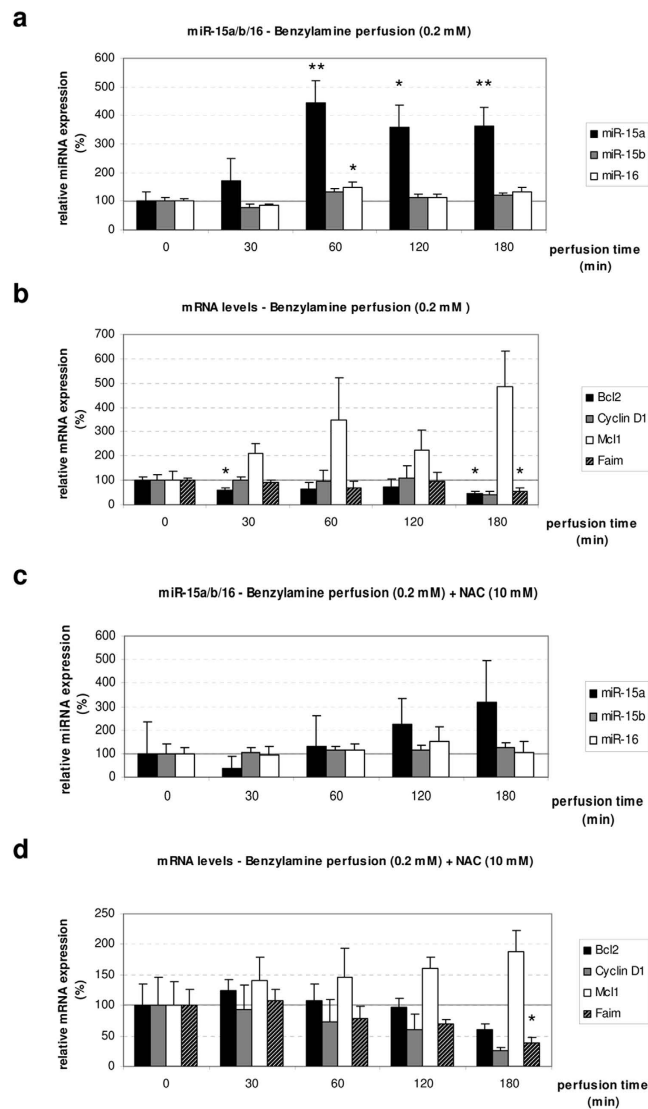 a
miR-15a/b/16 - Benzylamine perfusion (0.2 mM)
relative miRNA expression
(%)
600
500
400
300
200
100
0
** * **
*
miR-15a
miR-15b
miR-16
0 30 60 120 180
perfusion time
(min)
b
mRNA levels - Benzylamine perfusion (0.2 mM )
relative mRNA expression
(%)
700
600
500
400
300
200
100
0
* * *
Bcl2
Cyclin D1
Mcl1
Faim
0 30 60 120 180
perfusion time
(min)
c
miR-15a/b/16 - Benzylamine perfusion (0.2 mM) + NAC (10 mM)
relative miRNA expression
(%)
600
500
400
300
200
100
0
miR-15a
miR-15b
miR-16
0 30 60 120 180
perfusion time
(min)
d
mRNA levels - Benzylamine perfusion (0.2 mM) + NAC (10 mM)
relative mRNA expression
(%)
250
200
150
100
50
0
*
Bcl2
Cyclin D1
Mcl1
Faim
0 30 60 120 180
perfusion time
(min)